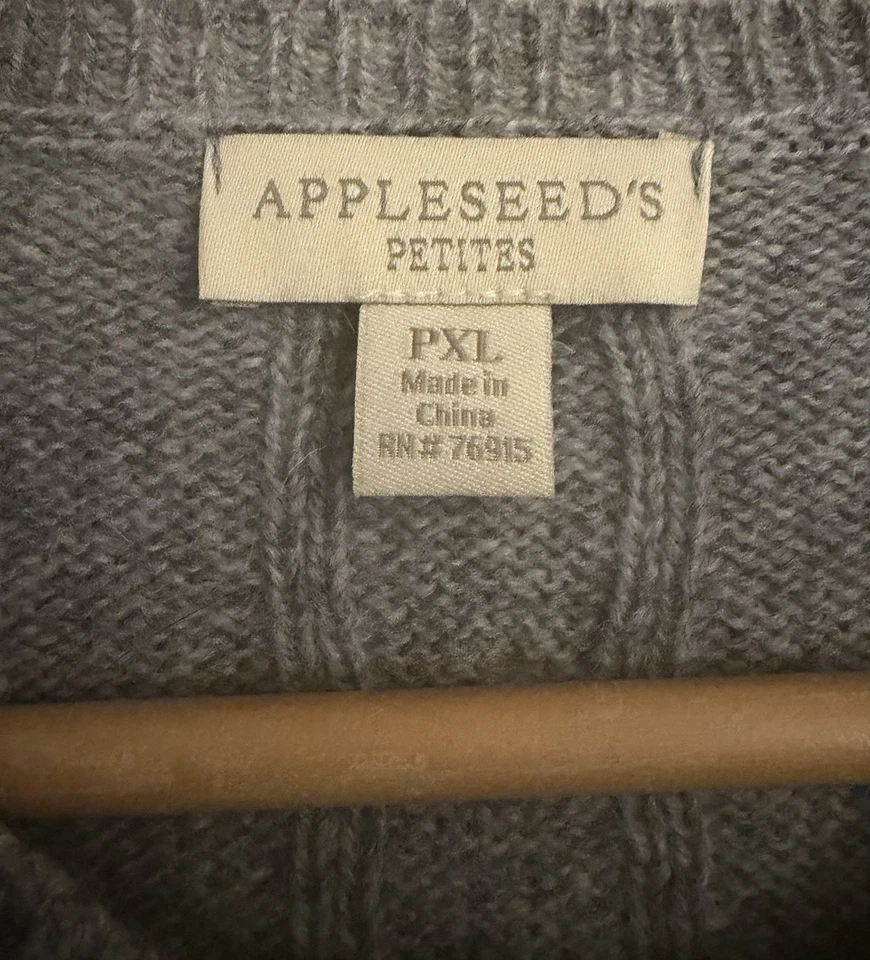 APPLESEED'S
PETITES
PXL
Made in
China
RN# 76915